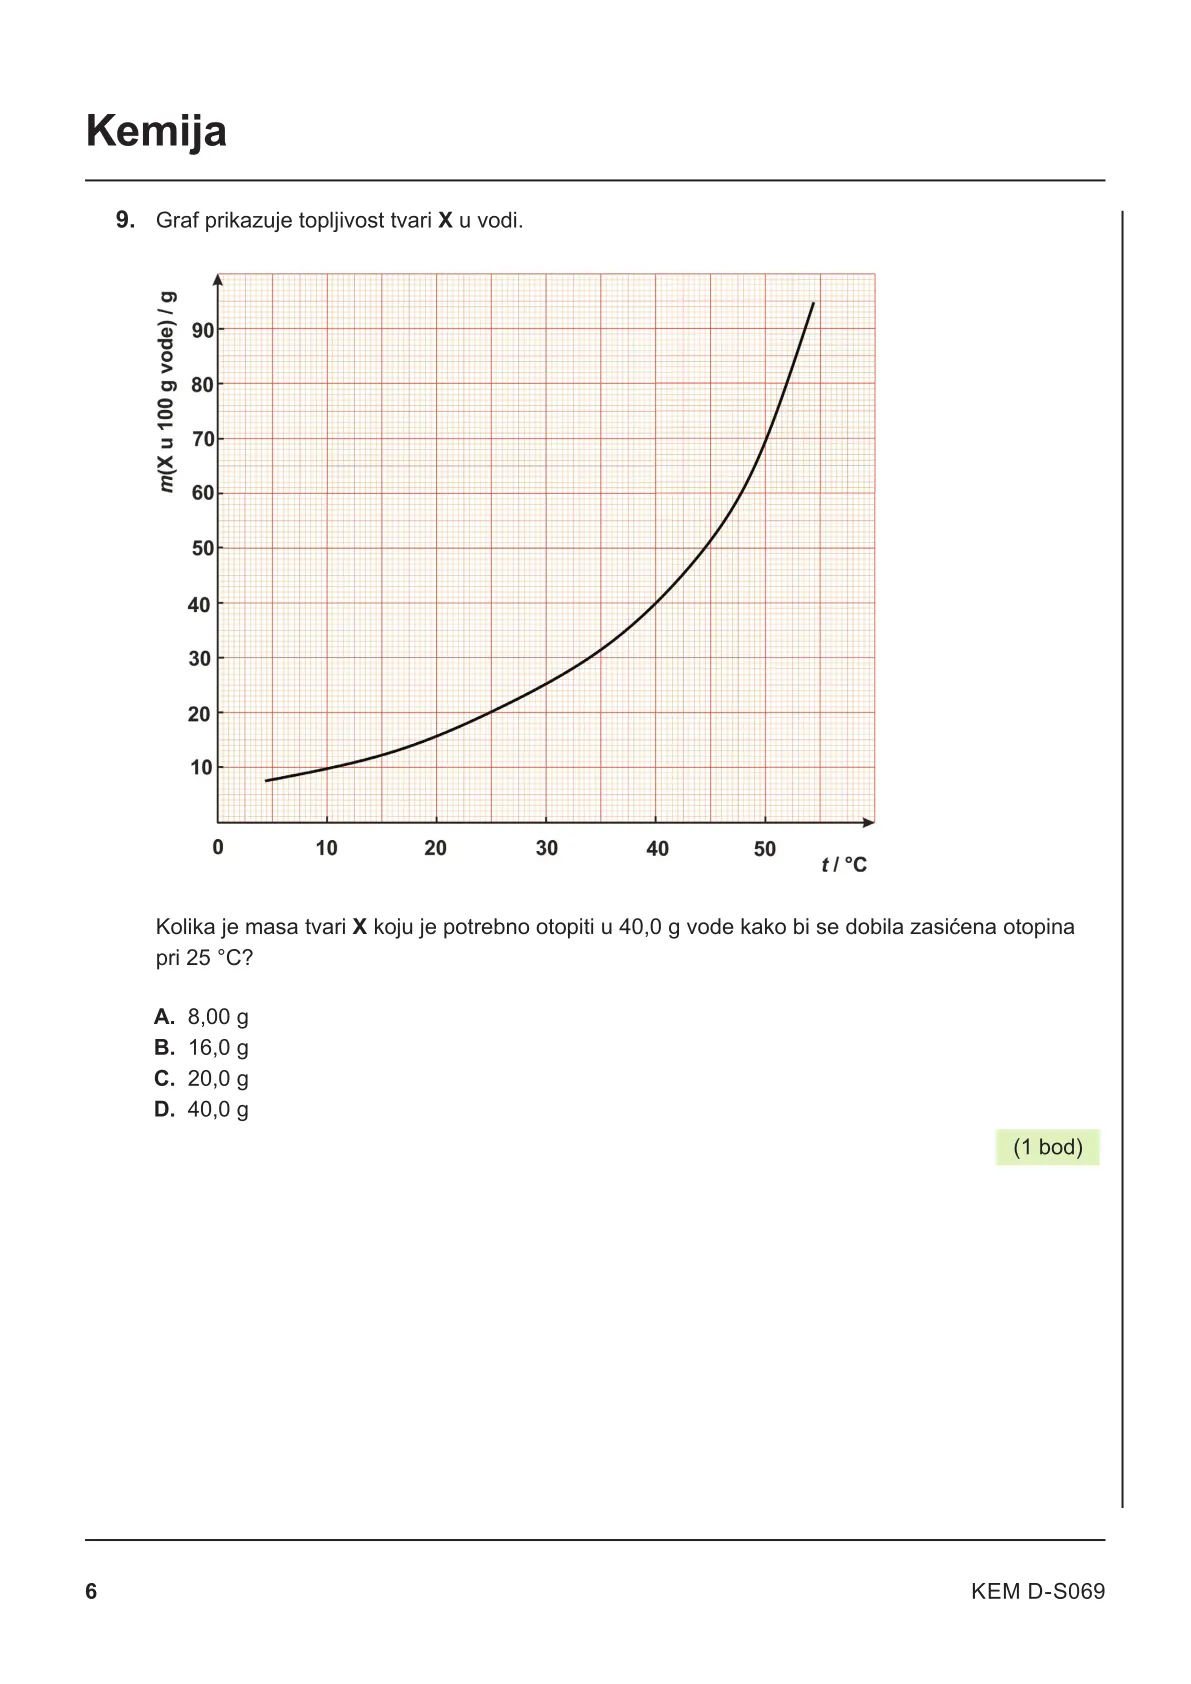 Kemija
9. Graf prikazuje topljivost tvari X u vodi.
m(X u 100 g vode) / g
90
80
70
60
50
40
30
20
10
0 10 20 30 40 50
t / °C
Kolika je masa tvari X koju je potrebno otopiti u 40,0 g vode kako bi se dobila zasićena otopina
pri 25 °C?
A. 8,00 g
B. 16,0 g
C. 20,0 g
D. 40,0 g
(1 bod)
6 KEM D-S069